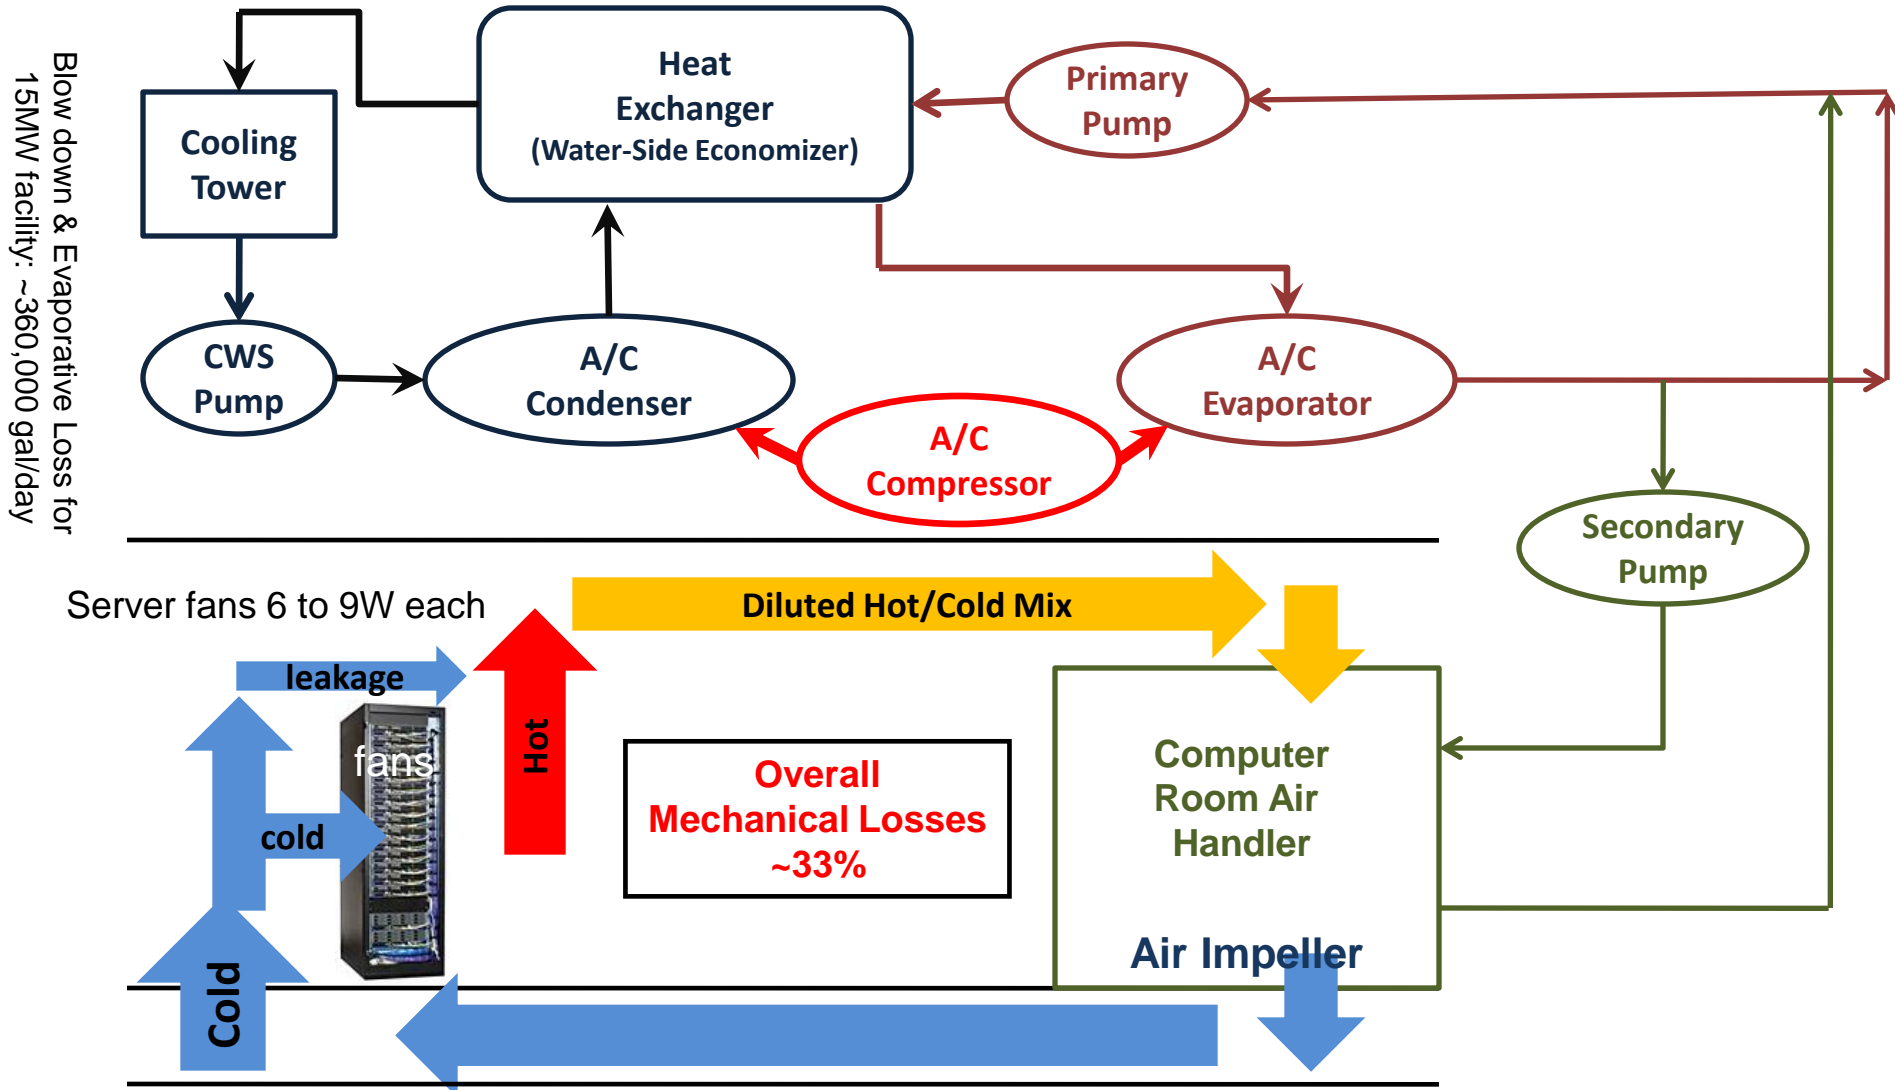 Blow down & Evaporative Loss for
15MW facility: ~360,0000 gal/day
Heat
Exchanger
(Water-Side Economizer)
Primary
Pump
Cooling
Tower
CWS
Pump
A/C
Condenser
A/C
Compressor
A/C
Evaporator
Secondary
Pump
Server fans 6 to 9W each
Diluted Hot/Cold Mix
leakage
Hot
fans
cold
Cold
Overall
Mechanical Losses
~33%
Computer
Room Air
Handler
Air Impeller